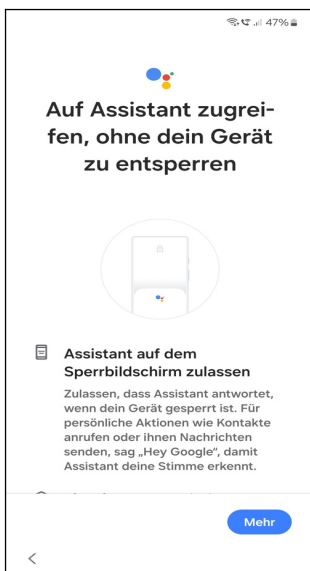 47%
Auf Assistant zugrei-
fen, ohne dein Gerät
zu entsperren
Assistant auf dem
Sperrbildschirm zulassen
Zulassen, dass Assistant antwortet,
wenn dein Gerät gesperrt ist. Für
persönliche Aktionen wie Kontakte
anrufen oder ihnen Nachrichten
senden, sag „Hey Google“, damit
Assistant deine Stimme erkennt.
Mehr